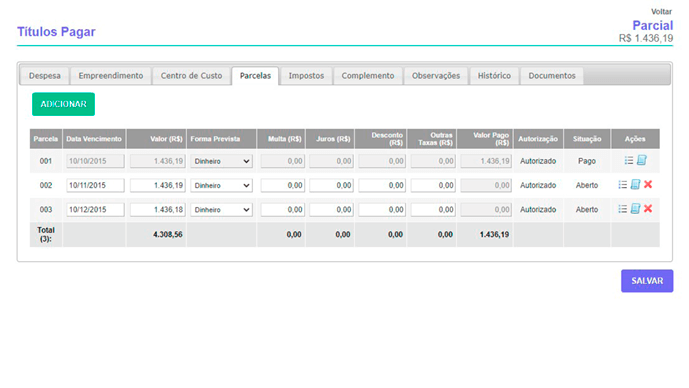 Voltar
Títulos Pagar
Parcial
R$ 1.436,19
Despesa Empreendimento Centro de Custo Parcelas Impostos Complemento Observações Histórico Documentos
ADICIONAR
Parcela Data Vencimento Valor (R$) Forma Prevista Multa (R$) Juros (R$) Desconto (R$) Outras Taxas (R$) Valor Pago (R$) Autorização Situação Ações
001 10/10/2015 1.436,19 Dinheiro 0,00 0,00 0,00 0,00 1.436,19 Autorizado Pago
002 10/11/2015 1.436,19 Dinheiro 0,00 0,00 0,00 0,00 0,00 Autorizado Aberto
003 10/12/2015 1.436,18 Dinheiro 0,00 0,00 0,00 0,00 0,00 Autorizado Aberto
Total (3): 4.308,56 0,00 0,00 0,00 0,00 1.436,19
SALVAR